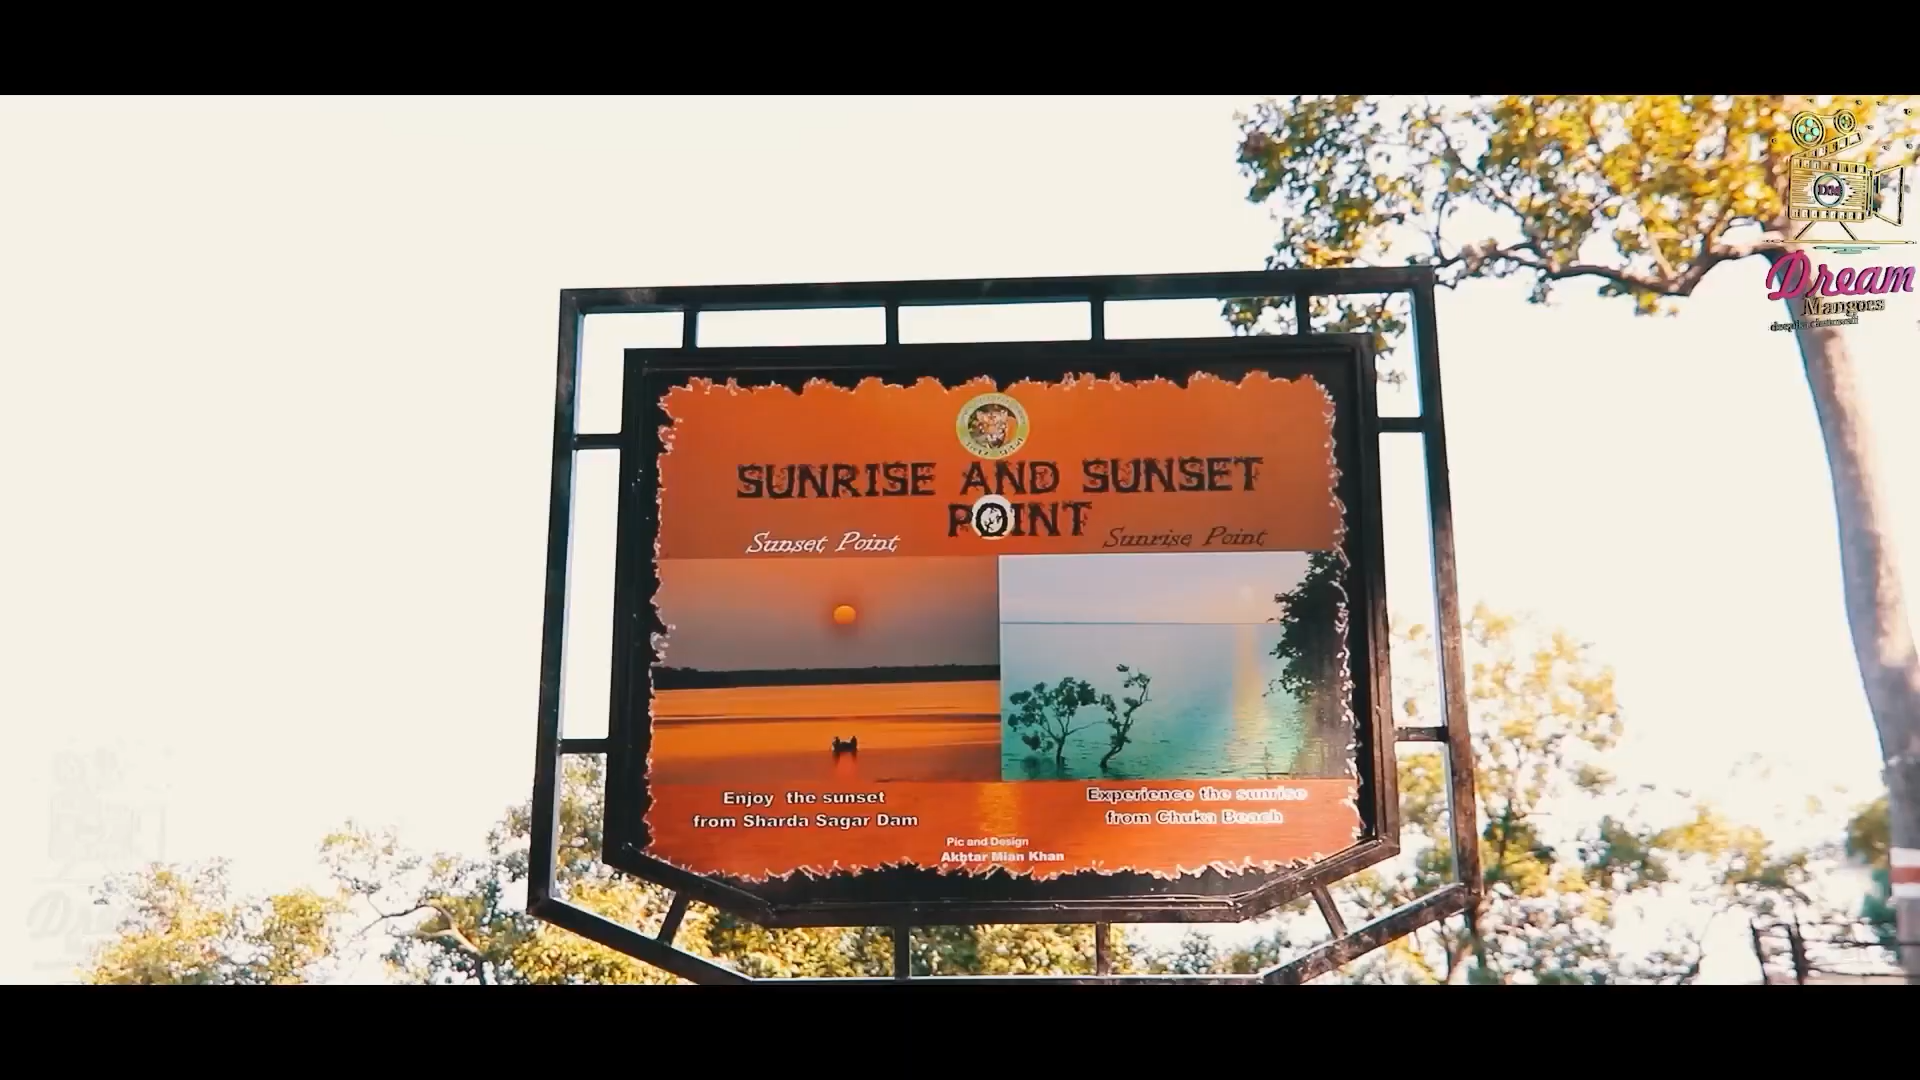 SUNRISE AND SUNSET
POINT
Sunset Point
Sunrise Point
Enjoy the sunset
from Sharda Sagar Dam
Experience the sunrise
from Chuka Beach
Pic and Design
Akhtar Mian Khan
Dream
Mangoes